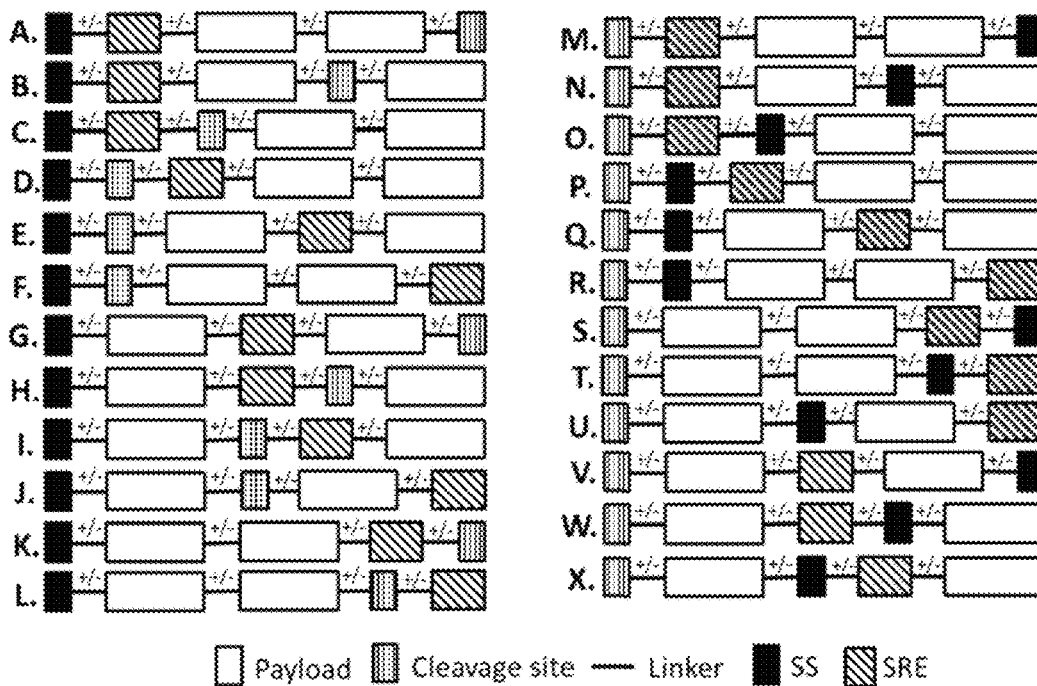 A. +/- +/- +/- +/-
B. +/- +/- +/- +/-
C. +/- +/- +/- +/-
D. +/- +/- +/- +/-
E. +/- +/- +/- +/-
F. +/- +/- +/- +/-
G. +/- +/- +/- +/-
H. +/- +/- +/- +/-
I. +/- +/- +/- +/-
J. +/- +/- +/- +/-
K. +/- +/- +/- +/-
L. +/- +/- +/- +/-
M. +/- +/- +/- +/-
N. +/- +/- +/- +/-
O. +/- +/- +/- +/-
P. +/- +/- +/- +/-
Q. +/- +/- +/- +/-
R. +/- +/- +/- +/-
S. +/- +/- +/- +/-
T. +/- +/- +/- +/-
U. +/- +/- +/- +/-
V. +/- +/- +/- +/-
W. +/- +/- +/- +/-
X. +/- +/- +/- +/-
Payload Cleavage site Linker SS SRE